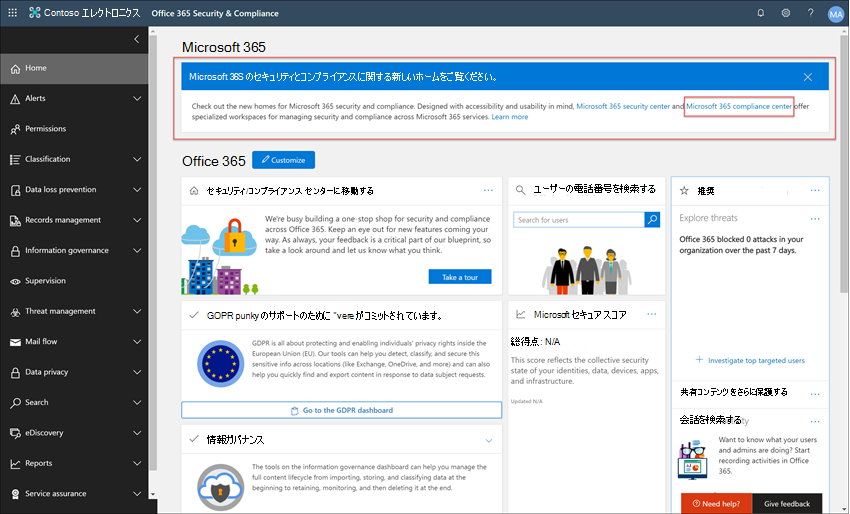 Contoso エレクトロニクス Office 365 Security & Compliance
MA
Home
Alerts
Permissions
Classification
Data loss prevention
Records management
Information governance
Supervision
Threat management
Mail flow
Data privacy
Search
eDiscovery
Reports
Service assurance
Microsoft 365
Microsoft 36S のセキュリティとコンプライアンスに関する新しいホームをご覧ください。
Check out the new homes for Microsoft 365 security and compliance. Designed with accessibility and usability in mind, Microsoft 365 security center and Microsoft 365 compliance center offer
specialized workspaces for managing security and compliance across Microsoft 365 services. Learn more
Office 365
Customize
セキュリティ/コンプライアンス センターに移動する
We're busy building a one-stop shop for security and compliance
across Office 365. Keep an eye out for new features coming your
way. As always, your feedback is a critical part of our blueprint, so
take a look around and let us know what you think.
Take a tour
ユーザーの電話番号を検索する
Search for users
推奨
Explore threats
Office 365 blocked 0 attacks in your
organization over the past 7 days.
Investigate top targeted users
GOPR punky のサポートのために "vere がコミットされています。
GDPR is all about protecting and enabling individuals' privacy rights inside the
European Union (EU). Our tools can help you detect, classify, and secure this
sensitive info across locations (like Exchange, OneDrive, and more) and can also
help you quickly find and export content in response to data subject requests.
Go to the GDPR dashboard
Microsoft セキュア スコア
総得点: N/A
This score reflects the collective security
state of your identities, data, devices, apps,
and infrastructure.
Updated N/A
共有コンテンツをさらに保護する
会話を検索する
Want to know what your users
and admins are doing? Start
recording activities in Office
365.
情報ガバナンス
The tools on the information governance dashboard can help you manage the
full content lifecycle from importing, storing, and classifying data at the
beginning to retaining, monitoring, and then deleting it at the end.
Need help?
Give feedback